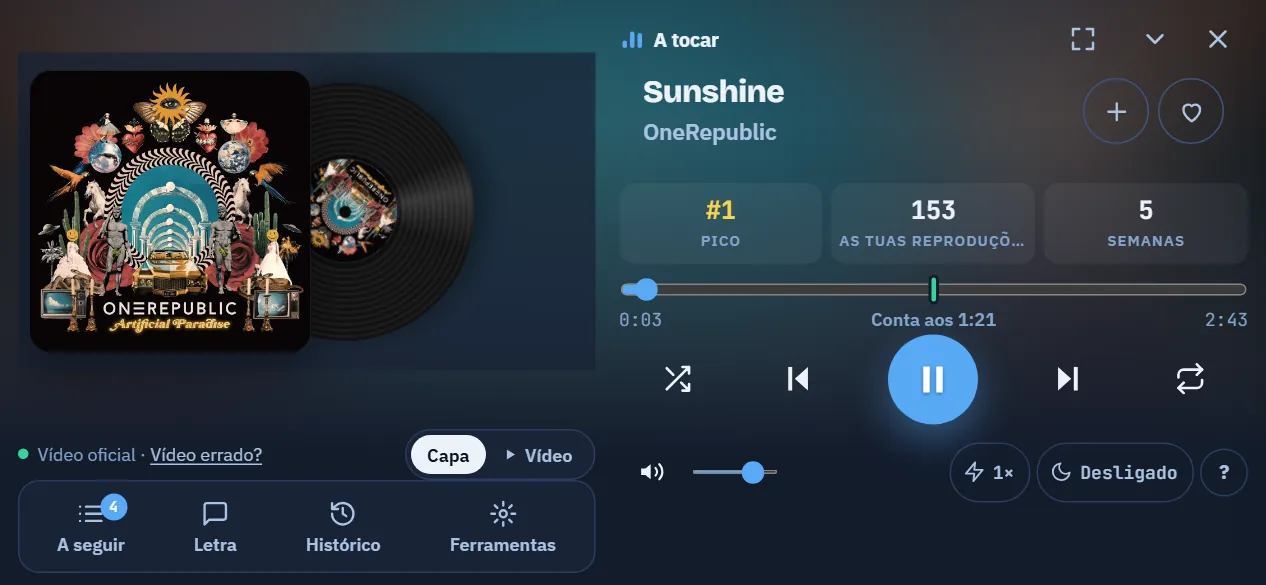 ONEREPUBLIC
Artificial Paradise
Vídeo oficial · Vídeo errado?
Capa
Vídeo
4
A seguir
Letra
Histórico
Ferramentas
A tocar
Sunshine
OneRepublic
#1
PICO
153
AS TUAS REPRODUÇÕ…
5
SEMANAS
0:03
Conta aos 1:21
2:43
1×
Desligado
?